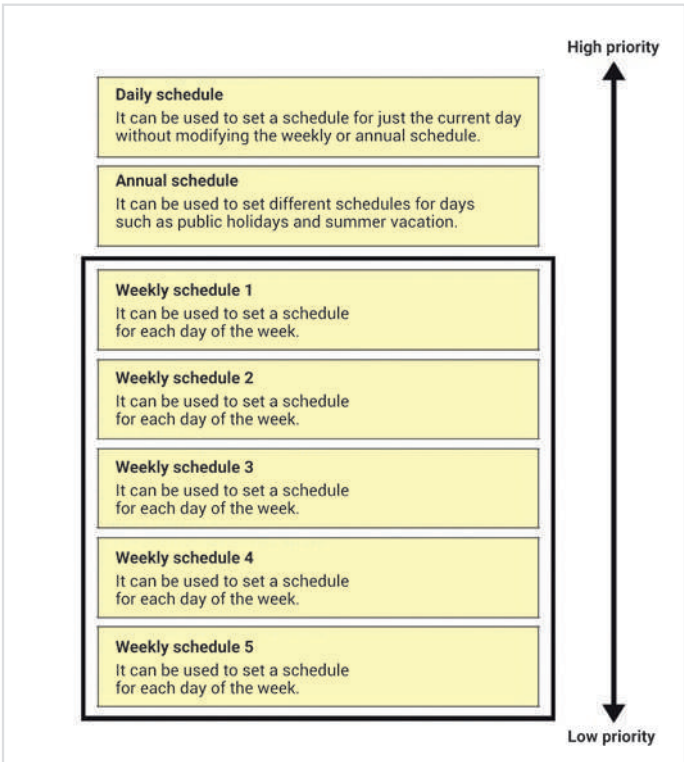 High priority
Daily schedule
It can be used to set a schedule for just the current day
without modifying the weekly or annual schedule.
Annual schedule
It can be used to set different schedules for days
such as public holidays and summer vacation.
Weekly schedule 1
It can be used to set a schedule
for each day of the week.
Weekly schedule 2
It can be used to set a schedule
for each day of the week.
Weekly schedule 3
It can be used to set a schedule
for each day of the week.
Weekly schedule 4
It can be used to set a schedule
for each day of the week.
Weekly schedule 5
It can be used to set a schedule
for each day of the week.
Low priority